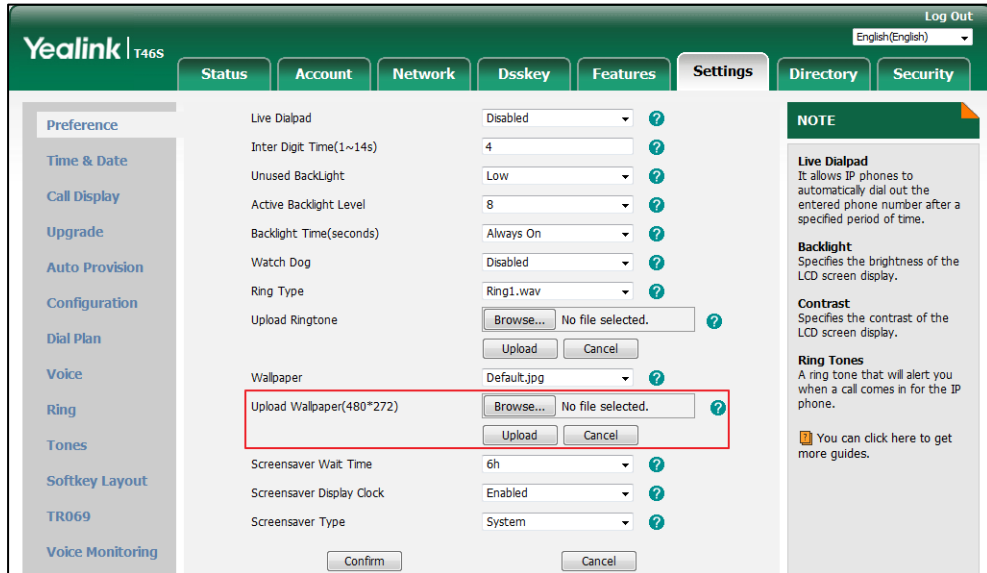 Log Out
English(English)
Yealink T46S
Status Account Network Dsskey Features Settings Directory Security
Preference
Time & Date
Call Display
Upgrade
Auto Provision
Configuration
Dial Plan
Voice
Ring
Tones
Softkey Layout
TR069
Voice Monitoring
Live Dialpad Disabled ?
Inter Digit Time(1~14s) 4 ?
Unused BackLight Low ?
Active Backlight Level 8 ?
Backlight Time(seconds) Always On ?
Watch Dog Disabled ?
Ring Type Ring1.wav ?
Upload Ringtone Browse... No file selected. ?
Upload Cancel
Wallpaper Default.jpg ?
Upload Wallpaper(480*272) Browse... No file selected. ?
Upload Cancel
Screensaver Wait Time 6h ?
Screensaver Display Clock Enabled ?
Screensaver Type System ?
Confirm Cancel
NOTE
Live Dialpad
It allows IP phones to
automatically dial out the
entered phone number after a
specified period of time.
Backlight
Specifies the brightness of the
LCD screen display.
Contrast
Specifies the contrast of the
LCD screen display.
Ring Tones
A ring tone that will alert you
when a call comes in for the IP
phone.
? You can click here to get
more guides.